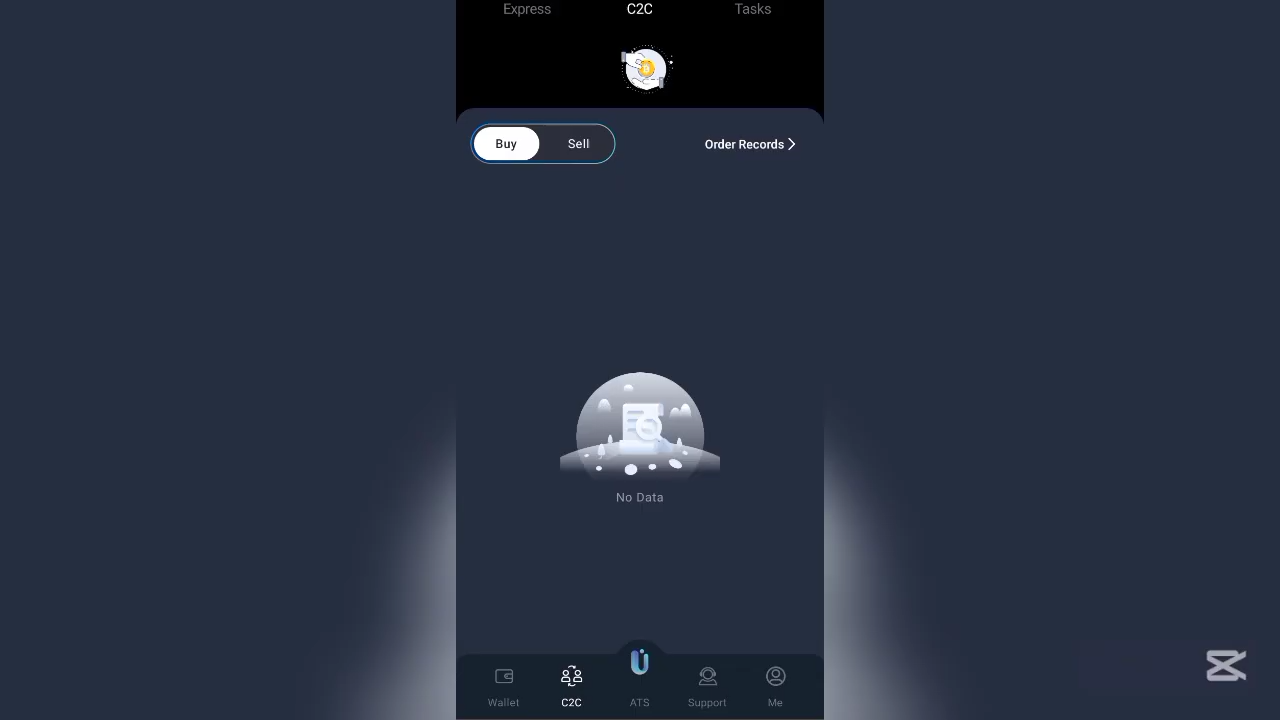 Express C2C Tasks
Buy Sell Order Records
No Data
Wallet C2C ATS Support Me